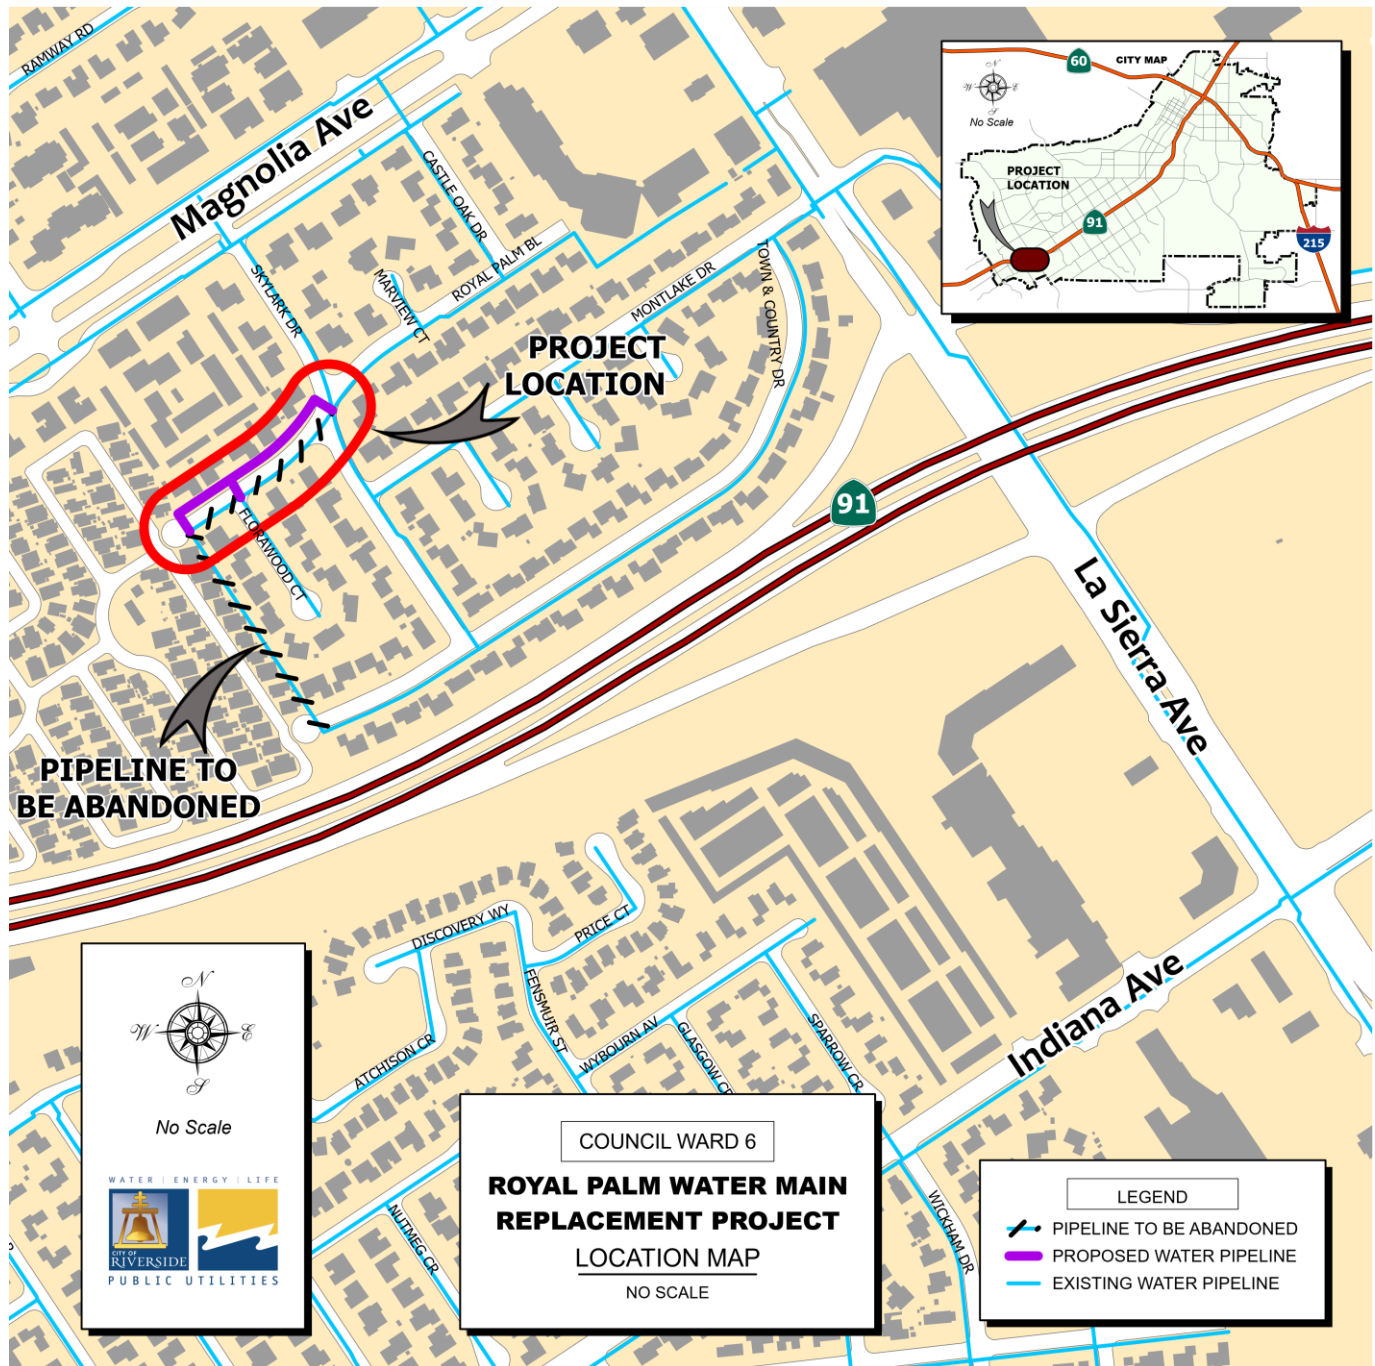 RAMWAY RD
Magnolia Ave
CASTLE OAK DR
SKYLARK DR
MARVIEW CT
ROYAL PALM BL
MONTLAKE DR
TOWN & COUNTRY DR
PROJECT
LOCATION
FLORAWOOD CT
91
La Sierra Ave
PIPELINE TO
BE ABANDONED
60
CITY MAP
N
W E
S
No Scale
PROJECT
LOCATION
91
215
DISCOVERY WY
PRICE CT
FENSMUIR ST
ATCHISON CR
WYBOURN AV
GLASGOW CR
SPARROW CR
Indiana Ave
NUTMEG CR
WICKHAM DR
N
W E
S
No Scale
WATER | ENERGY | LIFE
CITY OF
RIVERSIDE
PUBLIC UTILITIES
COUNCIL WARD 6
ROYAL PALM WATER MAIN
REPLACEMENT PROJECT
LOCATION MAP
NO SCALE
LEGEND
PIPELINE TO BE ABANDONED
PROPOSED WATER PIPELINE
EXISTING WATER PIPELINE